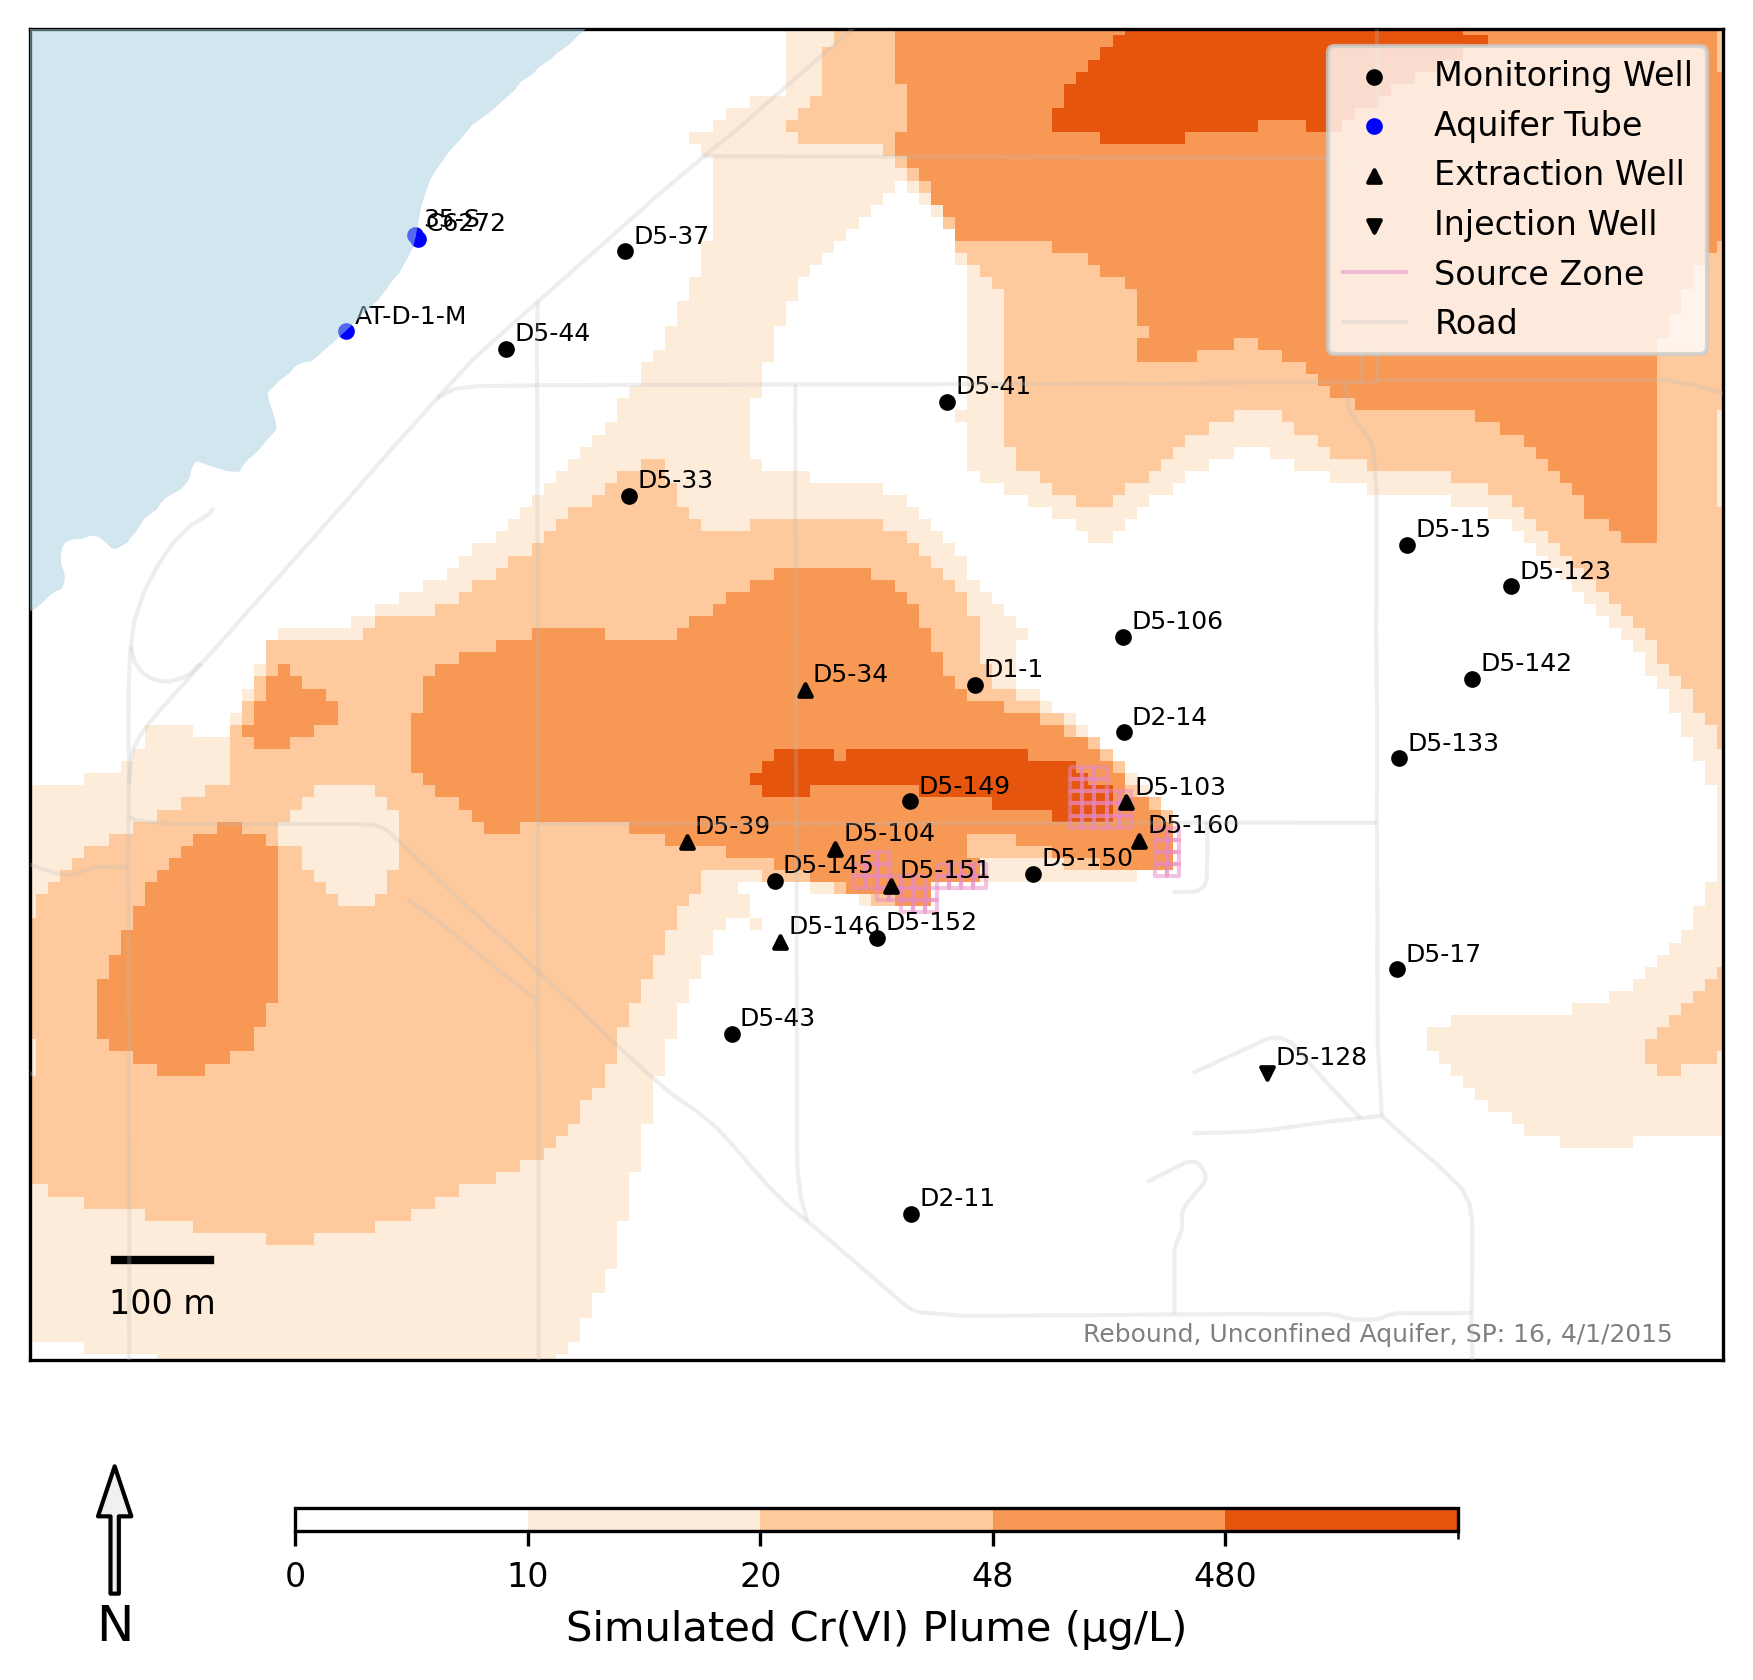 Monitoring Well
Aquifer Tube
Extraction Well
Injection Well
Source Zone
Road
35-S
C6272
D5-37
AT-D-1-M
D5-44
D5-41
D5-33
D5-15
D5-123
D5-106
D5-142
D1-1
D5-34
D2-14
D5-133
D5-149
D5-103
D5-39
D5-104
D5-160
D5-145
D5-151
D5-150
D5-146
D5-152
D5-17
D5-43
D5-128
D2-11
100 m
Rebound, Unconfined Aquifer, SP: 16, 4/1/2015
N
0 10 20 48 480
Simulated Cr(VI) Plume (μg/L)